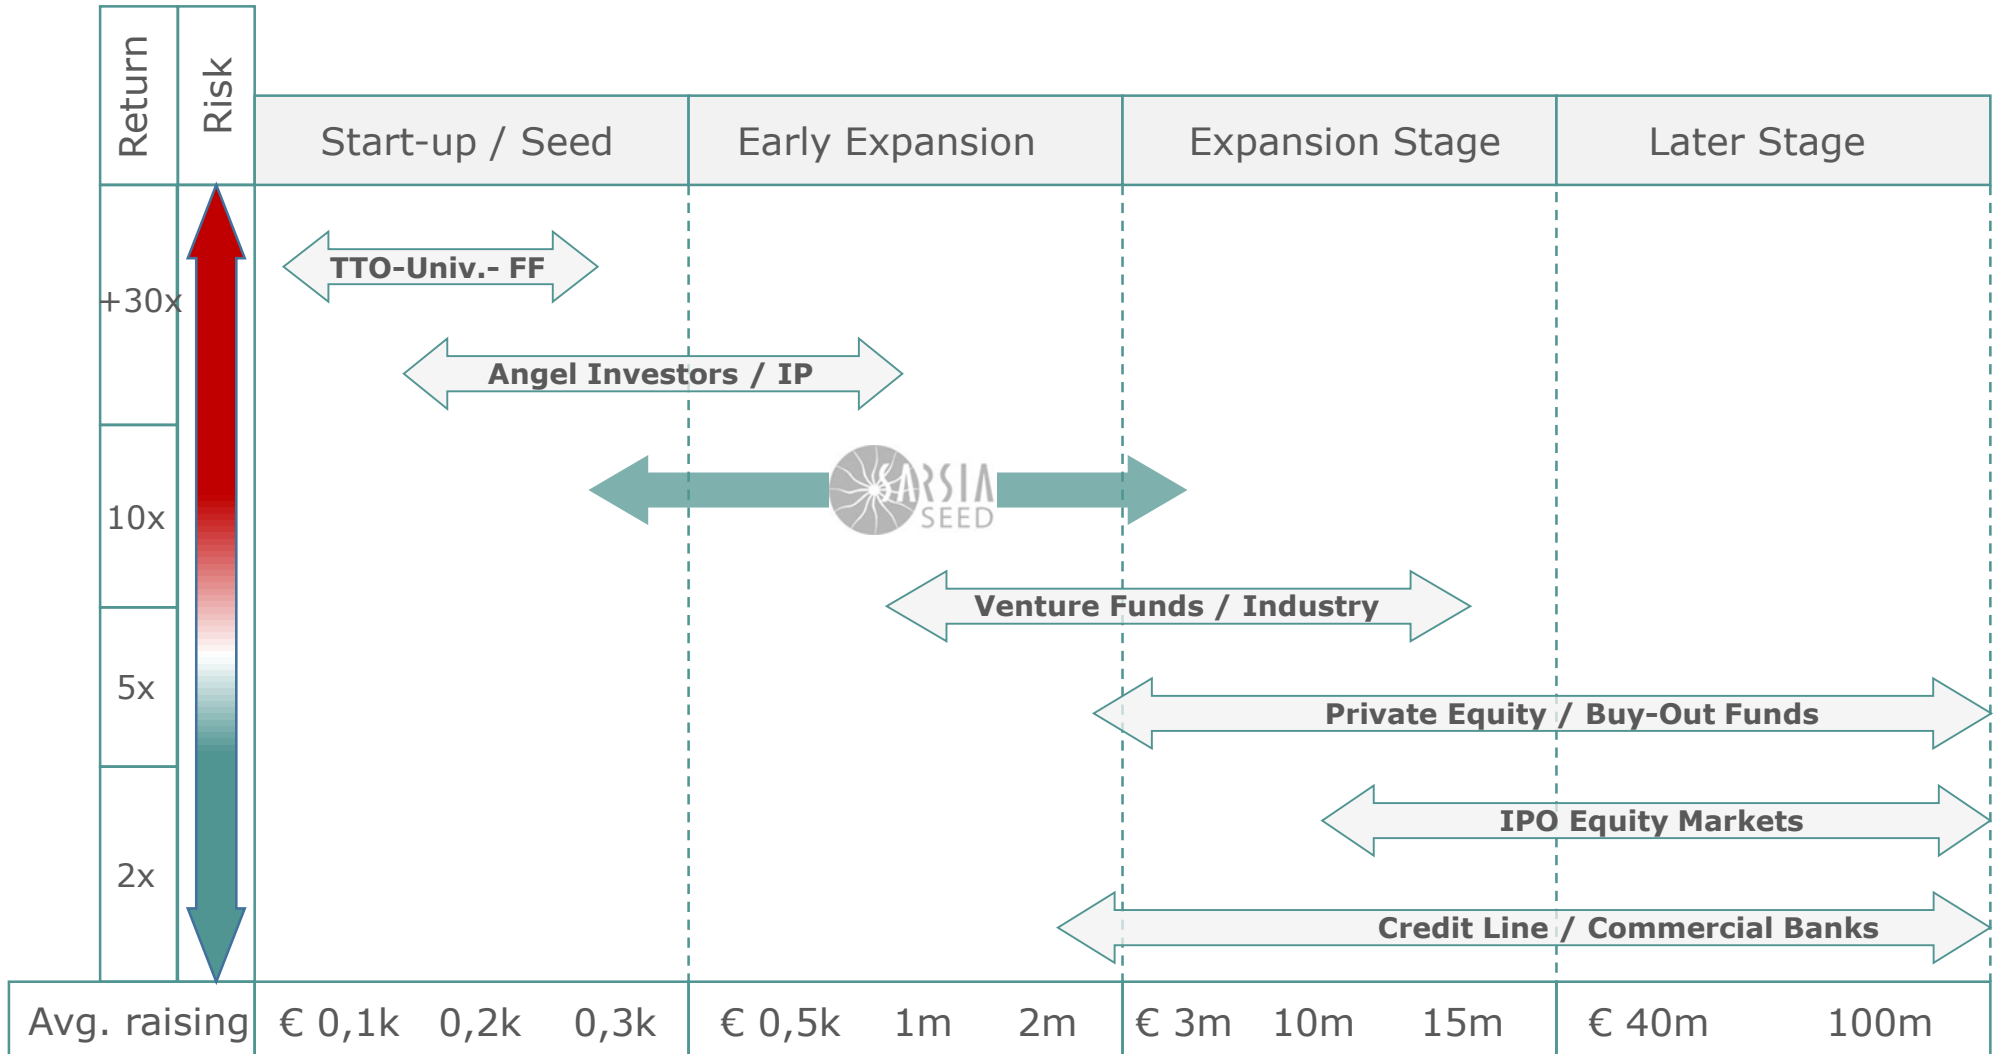 Return
Risk
Start-up / Seed
Early Expansion
Expansion Stage
Later Stage
+30x
TTO-Univ.- FF
Angel Investors / IP
10x
SARSIA
SEED
Venture Funds / Industry
5x
Private Equity / Buy-Out Funds
IPO Equity Markets
2x
Credit Line / Commercial Banks
Avg. raising € 0,1k 0,2k 0,3k € 0,5k 1m 2m € 3m 10m 15m € 40m 100m